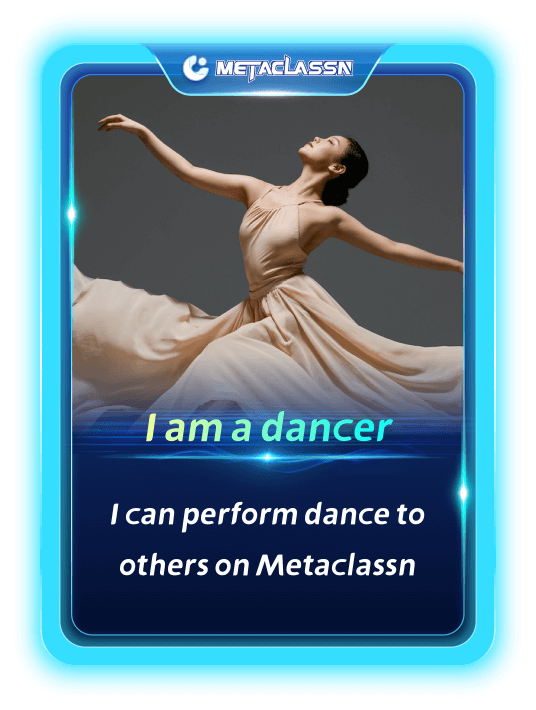 METACLASSN
I am a dancer
I can perform dance to
others on Metaclassn